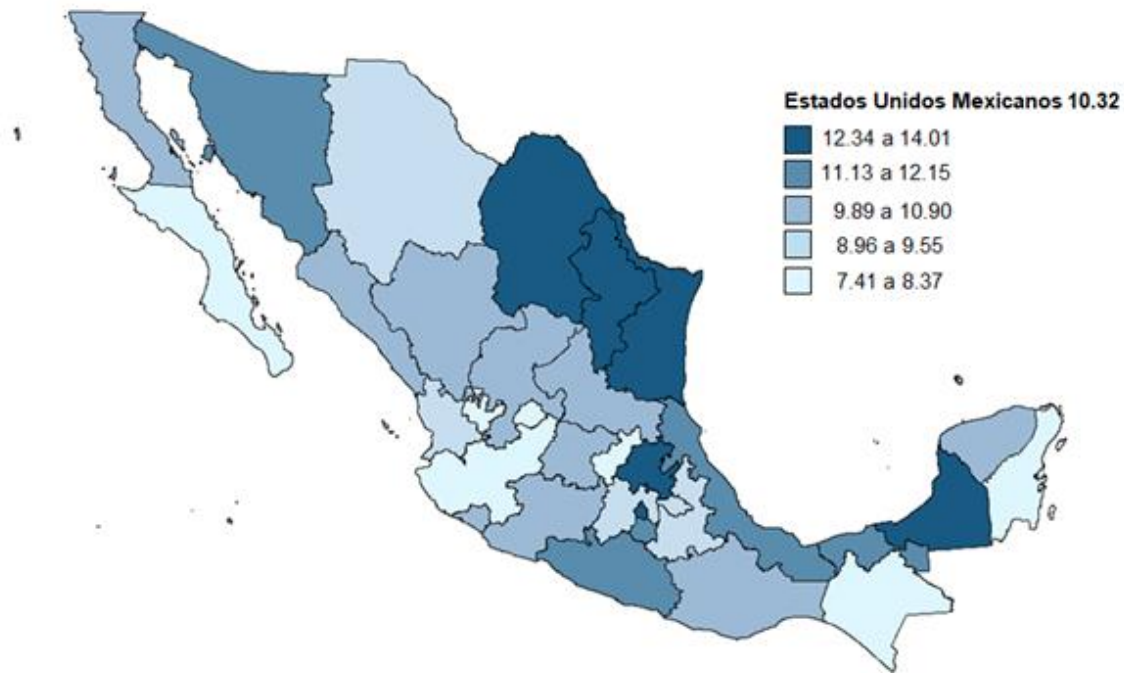 Estados Unidos Mexicanos 10.32
12.34 a 14.01
11.13 a 12.15
9.89 a 10.90
8.96 a 9.55
7.41 a 8.37